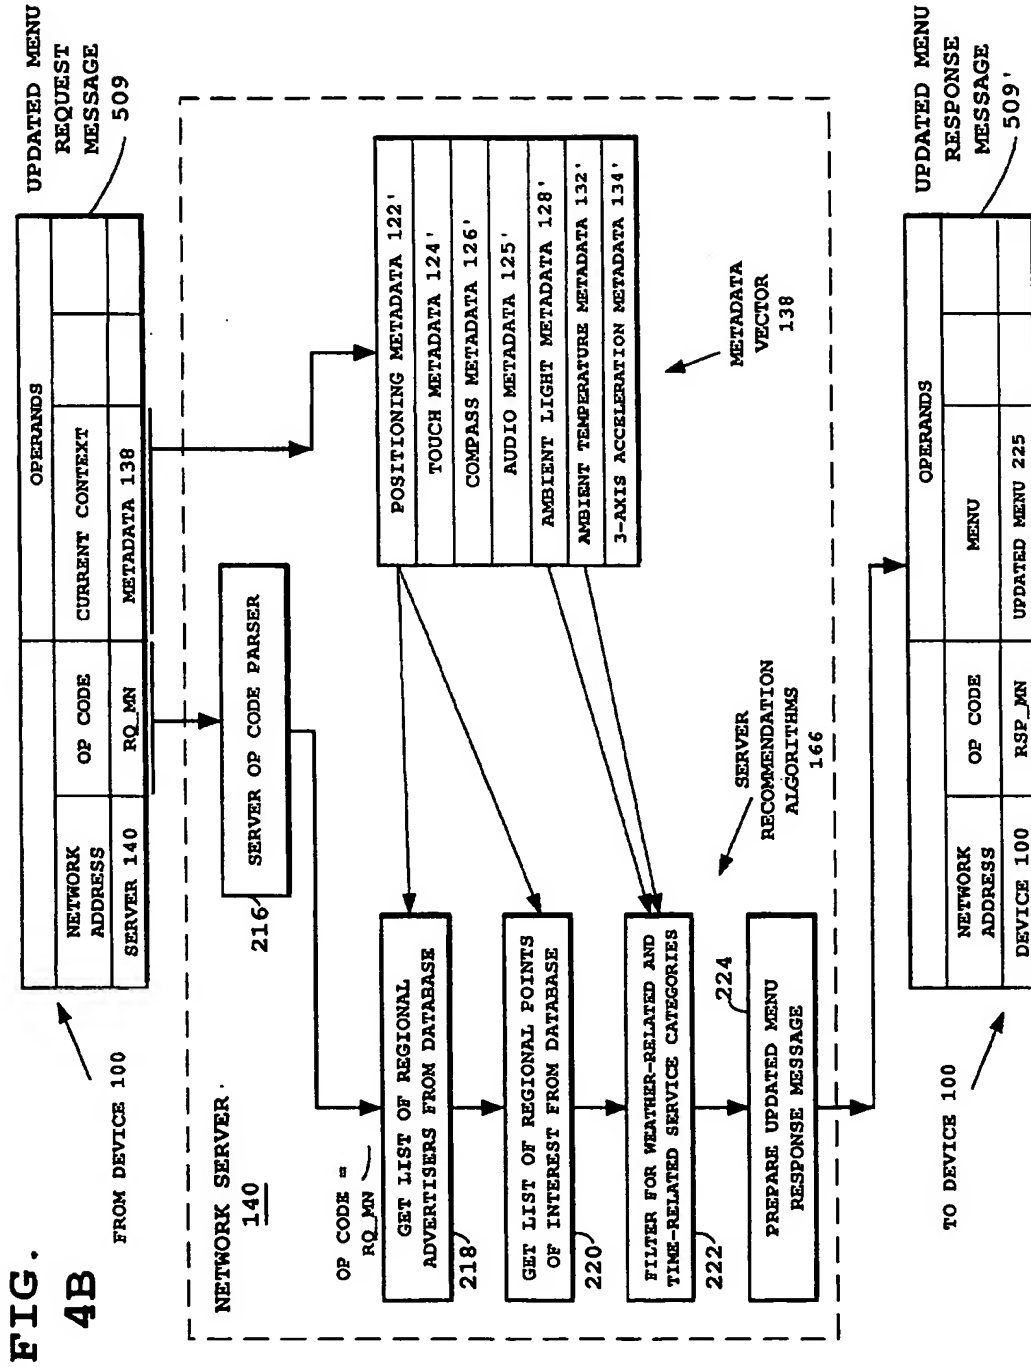 FIG.
4B
FROM DEVICE 100
UPDATED MENU
REQUEST
MESSAGE
509
OPERANDS
NETWORK
ADDRESS
OP CODE
CURRENT CONTEXT
SERVER 140
RQ_MN
METADATA 138
NETWORK SERVER
140
216
SERVER OP CODE PARSER
OP CODE =
RQ_MN
GET LIST OF REGIONAL
ADVERTISERS FROM DATABASE
218
GET LIST OF REGIONAL POINTS
OF INTEREST FROM DATABASE
220
FILTER FOR WEATHER-RELATED AND
TIME-RELATED SERVICE CATEGORIES
222
224
PREPARE UPDATED MENU
RESPONSE MESSAGE
SERVER
RECOMMENDATION
ALGORITHMS
166
POSITIONING METADATA 122'
TOUCH METADATA 124'
COMPASS METADATA 126'
AUDIO METADATA 125'
AMBIENT LIGHT METADATA 128'
AMBIENT TEMPERATURE METADATA 132'
3-AXIS ACCELERATION METADATA 134'
METADATA
VECTOR
138
TO DEVICE 100
UPDATED MENU
RESPONSE
MESSAGE
509'
OPERANDS
NETWORK
ADDRESS
OP CODE
MENU
DEVICE 100
RSP_MN
UPDATED MENU 225